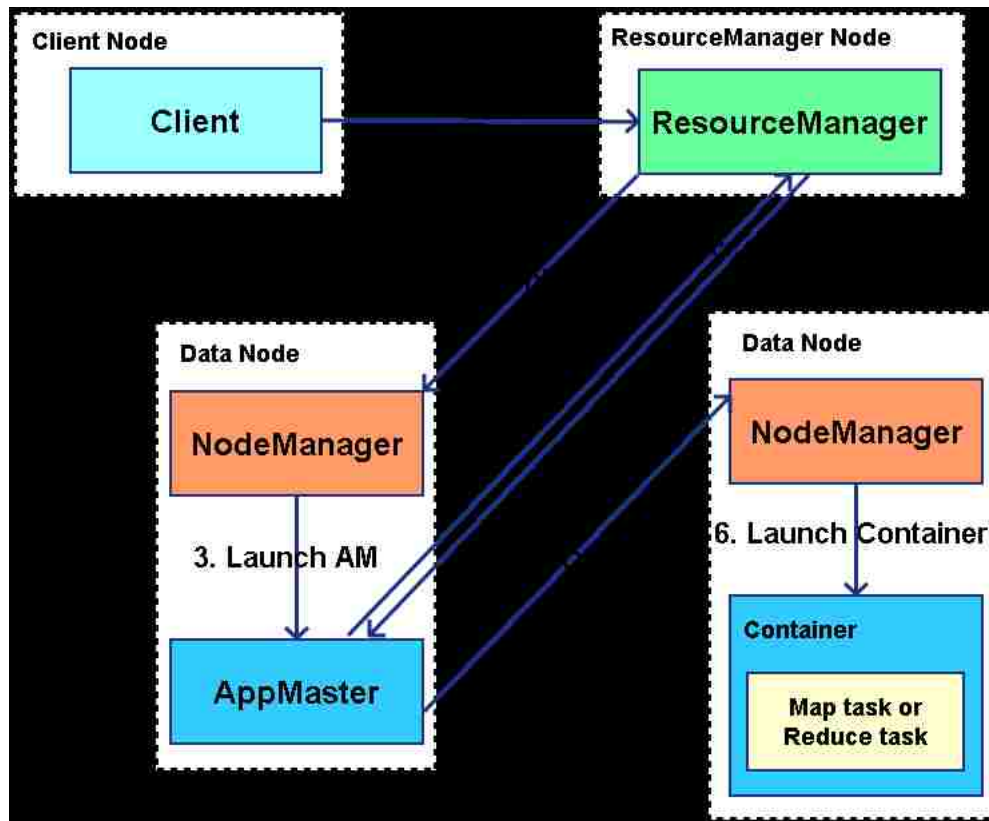 Client Node
Client
ResourceManager Node
ResourceManager
Data Node
NodeManager
3. Launch AM
AppMaster
Data Node
NodeManager
6. Launch Container
Container
Map task or
Reduce task